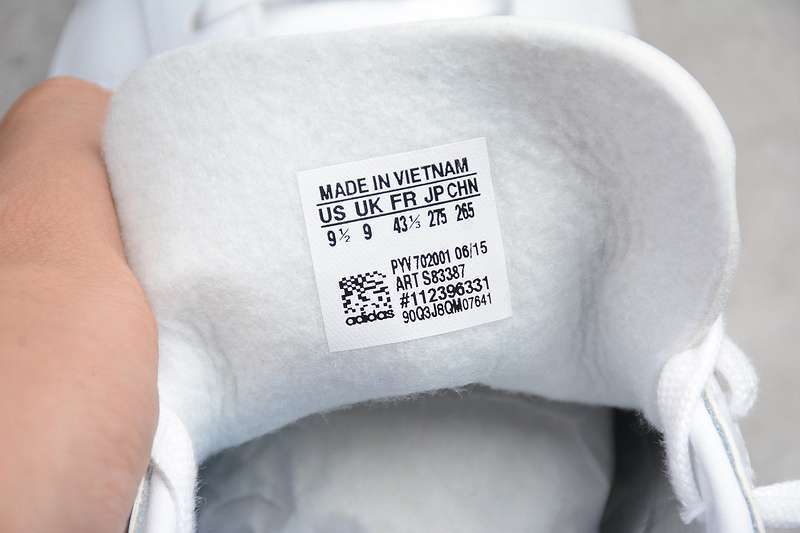 MADE IN VIETNAM
US UK FR JP CHN
9½ 9 43⅓ 275 265
PYV 702001 06/15
ART S83387
#112396331
90Q3J8QM07641
adidas